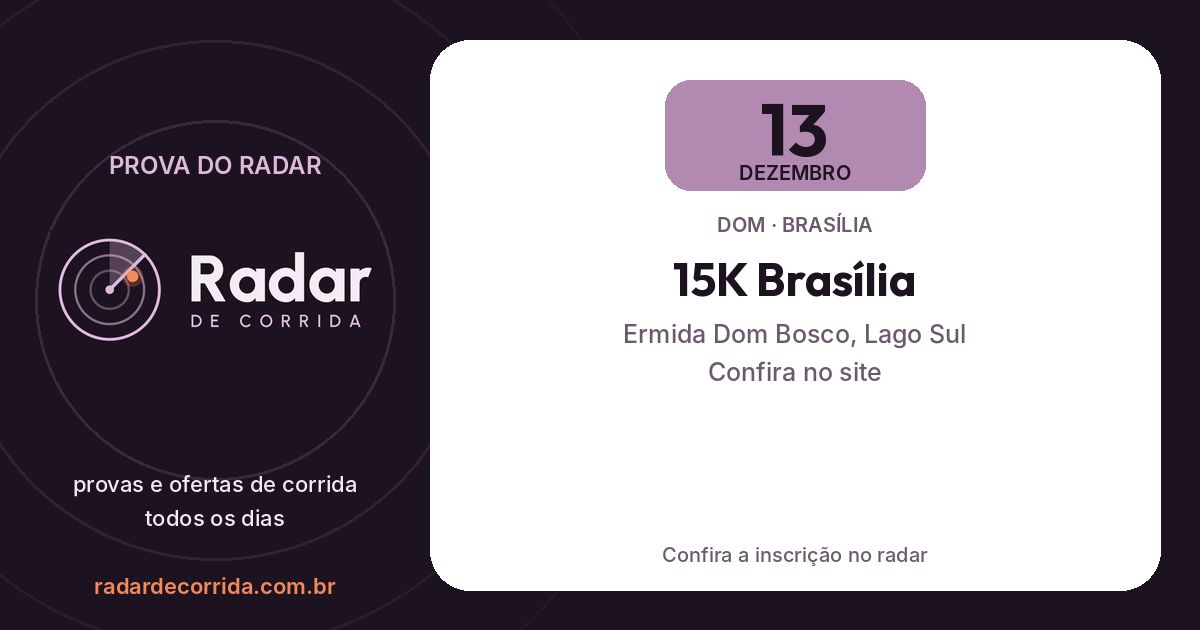 PROVA DO RADAR
Radar
DE CORRIDA
provas e ofertas de corrida
todos os dias
radardecorrida.com.br
13
DEZEMBRO
DOM · BRASÍLIA
15K Brasília
Ermida Dom Bosco, Lago Sul
Confira no site
Confira a inscrição no radar